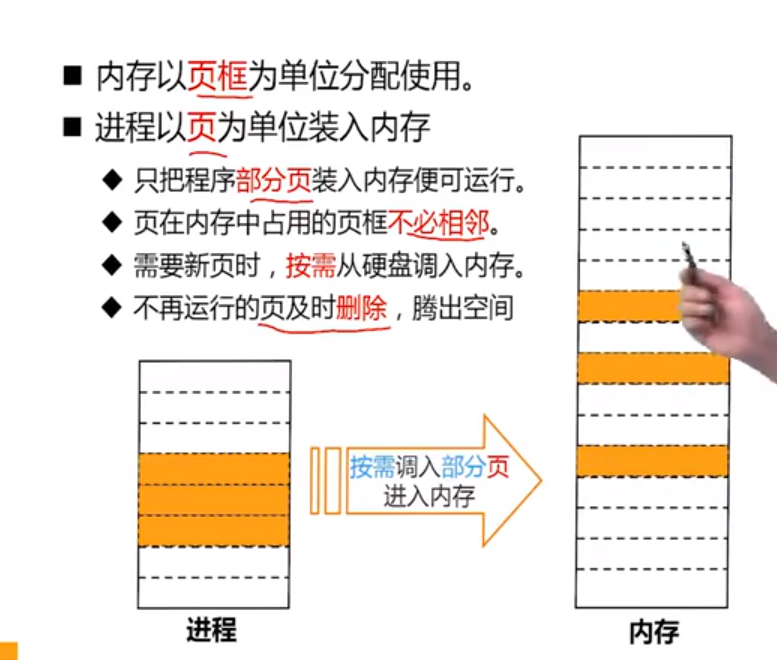 ■ 内存以页框为单位分配使用。
■ 进程以页为单位装入内存
◆ 只把程序部分页装入内存便可运行。
◆ 页在内存中占用的页框不必相邻。
◆ 需要新页时，按需从硬盘调入内存。
◆ 不再运行的页及时删除，腾出空间
按需调入部分页
进入内存
进程
内存